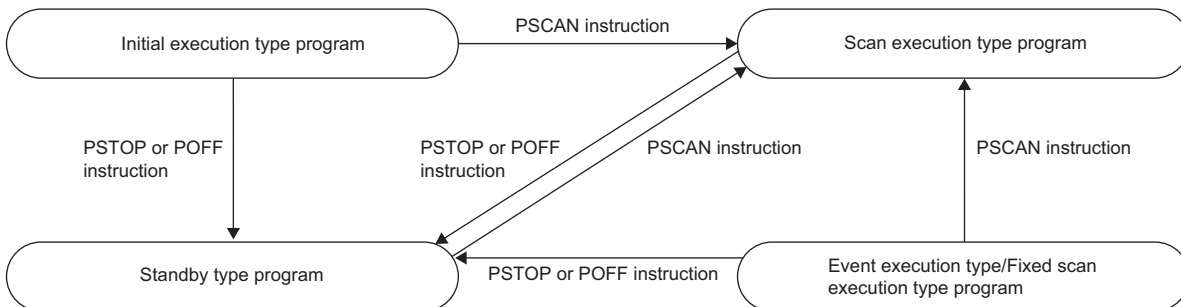 PSCAN instruction
Initial execution type program
Scan execution type program
PSTOP or POFF
instruction
PSTOP or POFF
instruction
PSCAN instruction
PSCAN instruction
Standby type program
PSTOP or POFF instruction
Event execution type/Fixed scan
execution type program